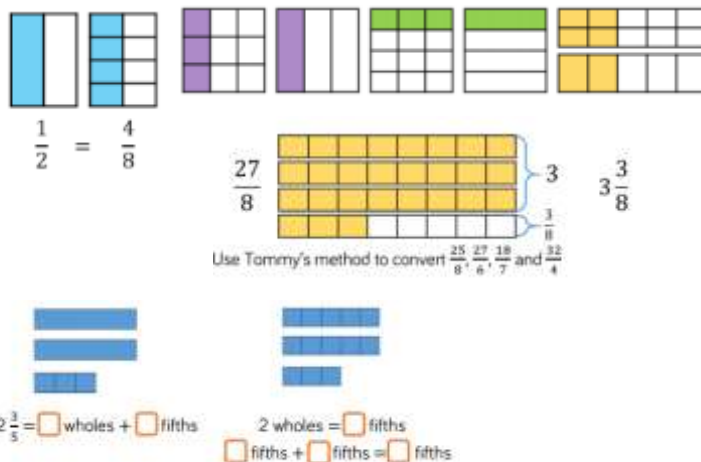 1/2 = 4/8
27/8 3 3 3/8
3/8
Use Tommy's method to convert 25/8, 27/6, 18/7 and 32/4
2 3/5 = wholes + fifths
2 wholes = fifths
fifths + fifths = fifths